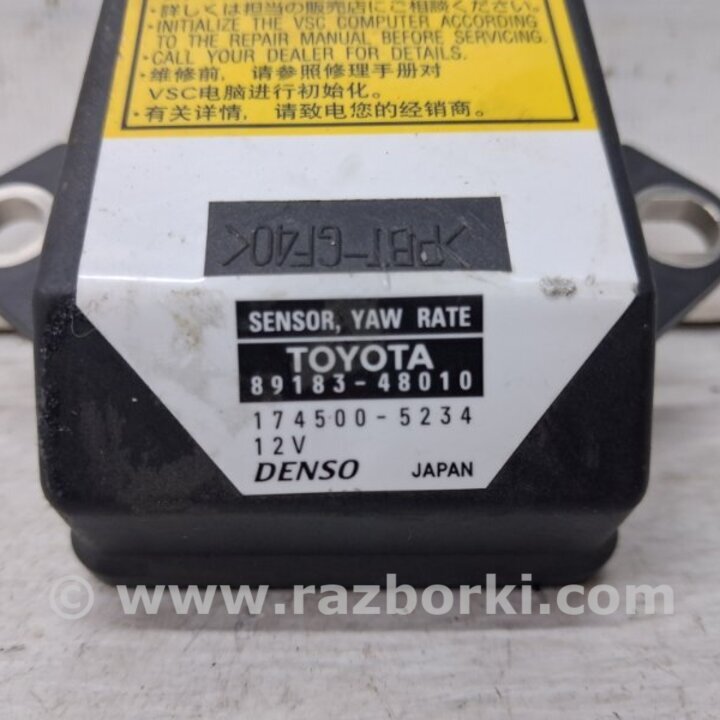 ・詳しくは担当の販売店にご相談ください。
・INITIALIZE THE VSC COMPUTER ACCORDING
TO THE REPAIR MANUAL BEFORE SERVICING.
・CALL YOUR DEALER FOR DETAILS.
・维修前，请参照修理手册对
VSC电脑进行初始化。
・有关详情，请致电您的经销商。
>PBT-GF40<
SENSOR, YAW RATE
TOYOTA
89183-48010
174500-5234
12V
DENSO JAPAN
© www.razborki.com